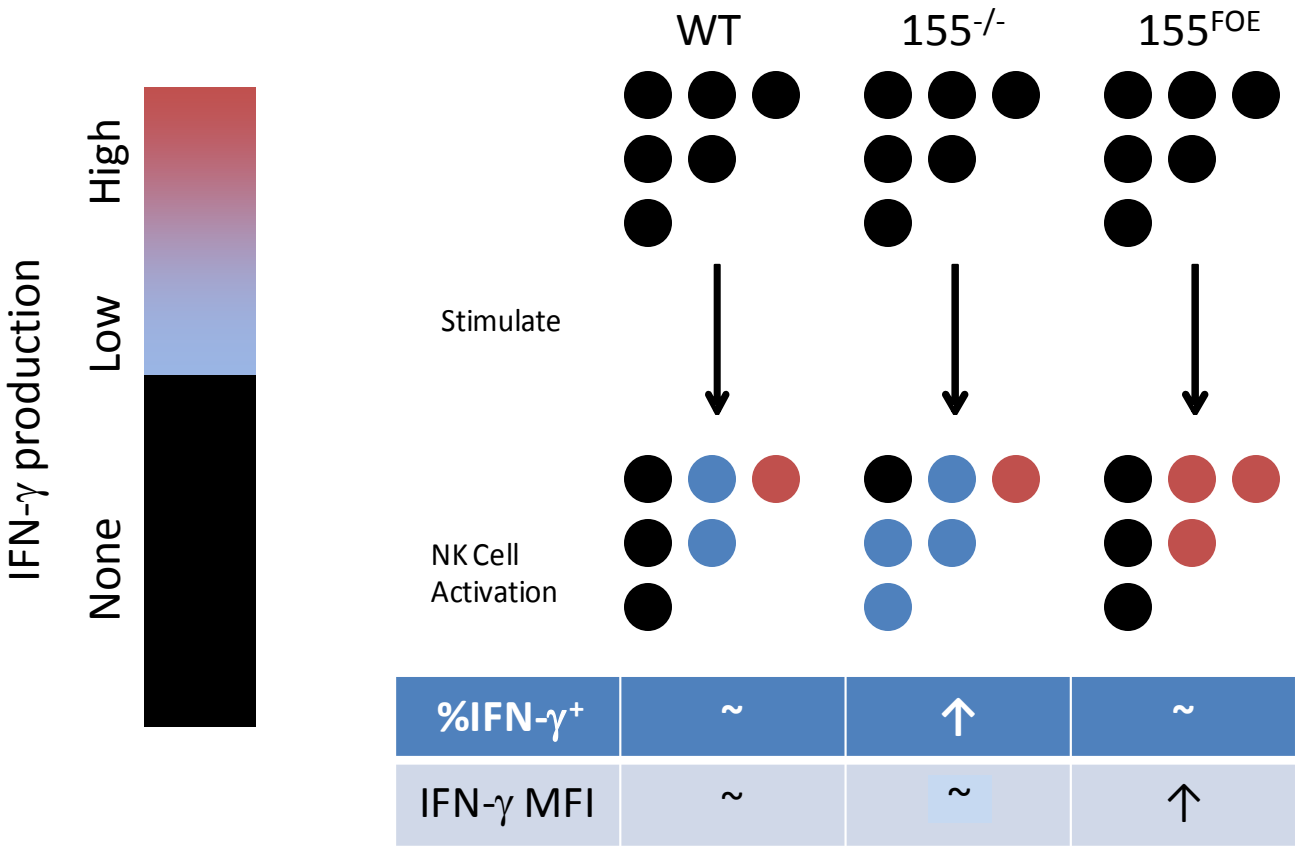 WT 155-/- 155FOE
IFN-γ production
High
Low
None
Stimulate
NK Cell
Activation
%IFN-γ+ ~ ↑ ~
IFN-γ MFI ~ ~ ↑